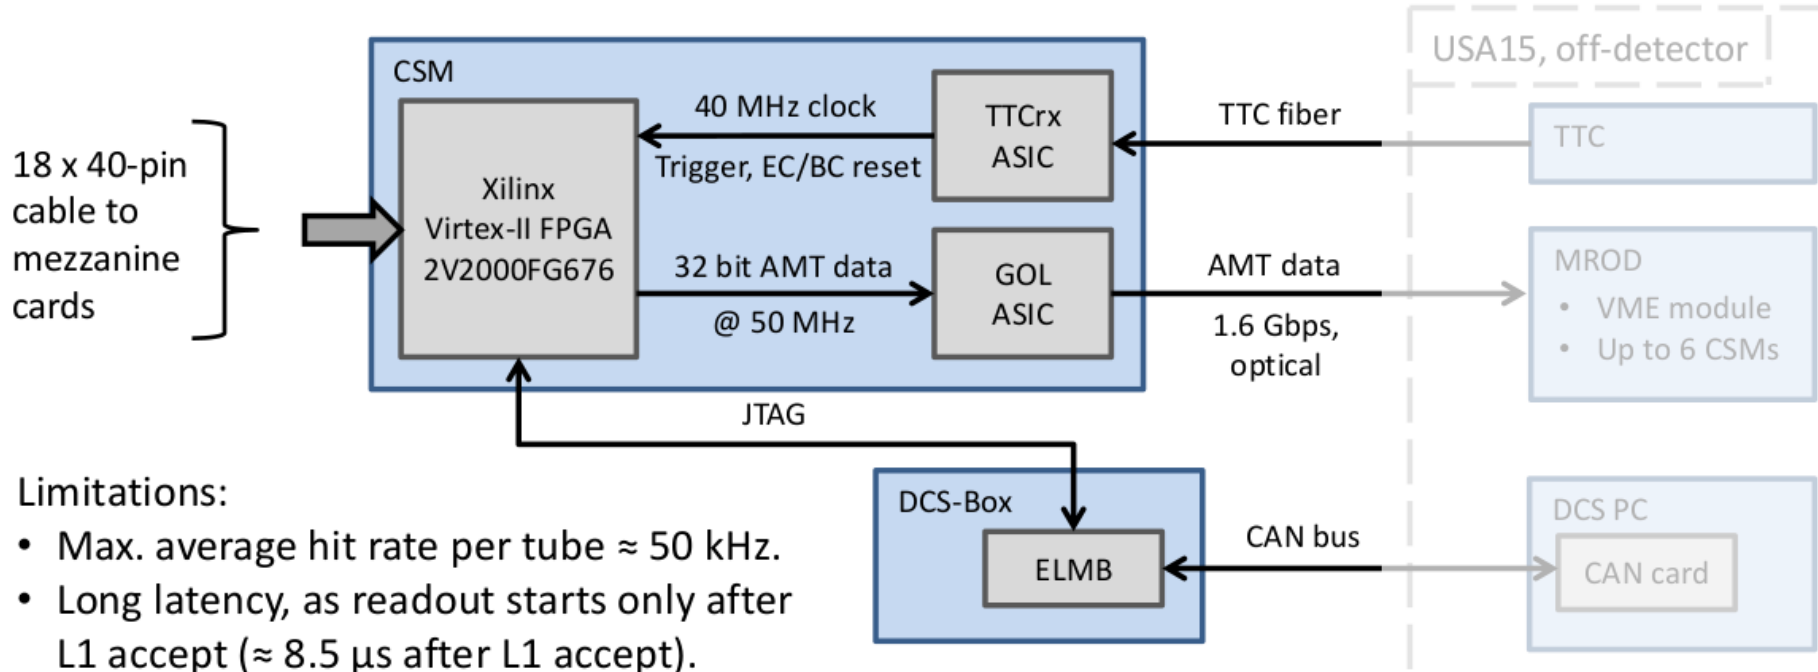 USA15, off-detector
CSM
40 MHz clock
Trigger, EC/BC reset
TTCrx
ASIC
TTC fiber
TTC
18 x 40-pin
cable to
mezzanine
cards
Xilinx
Virtex-II FPGA
2V2000FG676
32 bit AMT data
@ 50 MHz
GOL
ASIC
AMT data
1.6 Gbps,
optical
MROD
• VME module
• Up to 6 CSMs
JTAG
DCS-Box
ELMB
CAN bus
DCS PC
CAN card
Limitations:
• Max. average hit rate per tube ≈ 50 kHz.
• Long latency, as readout starts only after
L1 accept (≈ 8.5 µs after L1 accept).